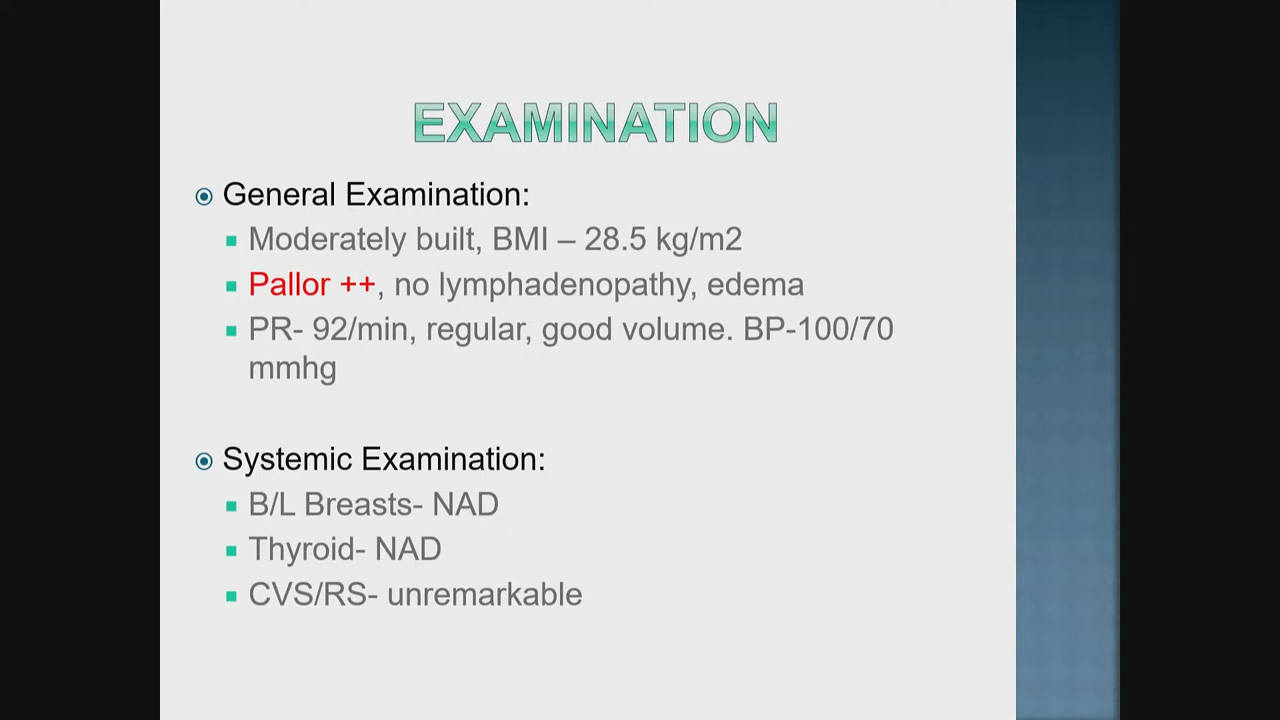 EXAMINATION
General Examination:
Moderately built, BMI – 28.5 kg/m2
Pallor ++, no lymphadenopathy, edema
PR- 92/min, regular, good volume. BP-100/70
mmhg
Systemic Examination:
B/L Breasts- NAD
Thyroid- NAD
CVS/RS- unremarkable